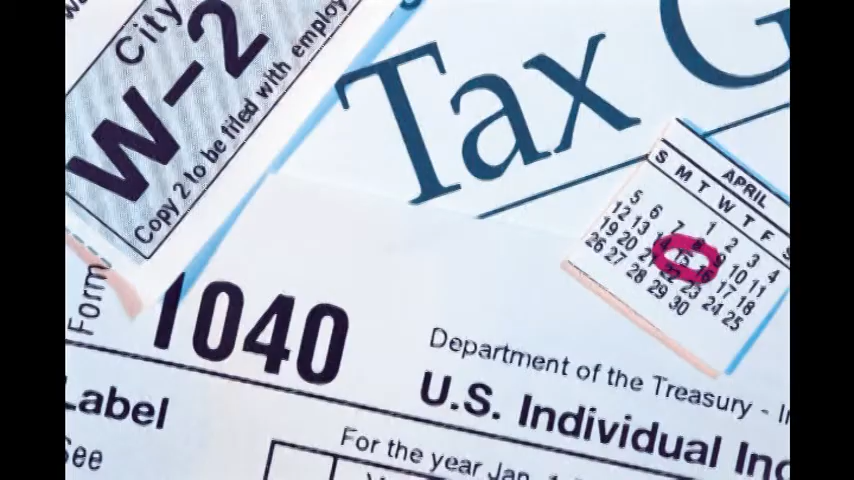 City
W-2
Copy 2 to be filed with employ
Tax G
APRIL
S M T W T F S
1 2 3 4
5 6 7 8 9 10 11
12 13 14 15 16 17 18
19 20 21 22 23 24 25
26 27 28 29 30
Form 1040
Department of the Treasury - I
U.S. Individual Inc
Label
See
For the year Jan. 1